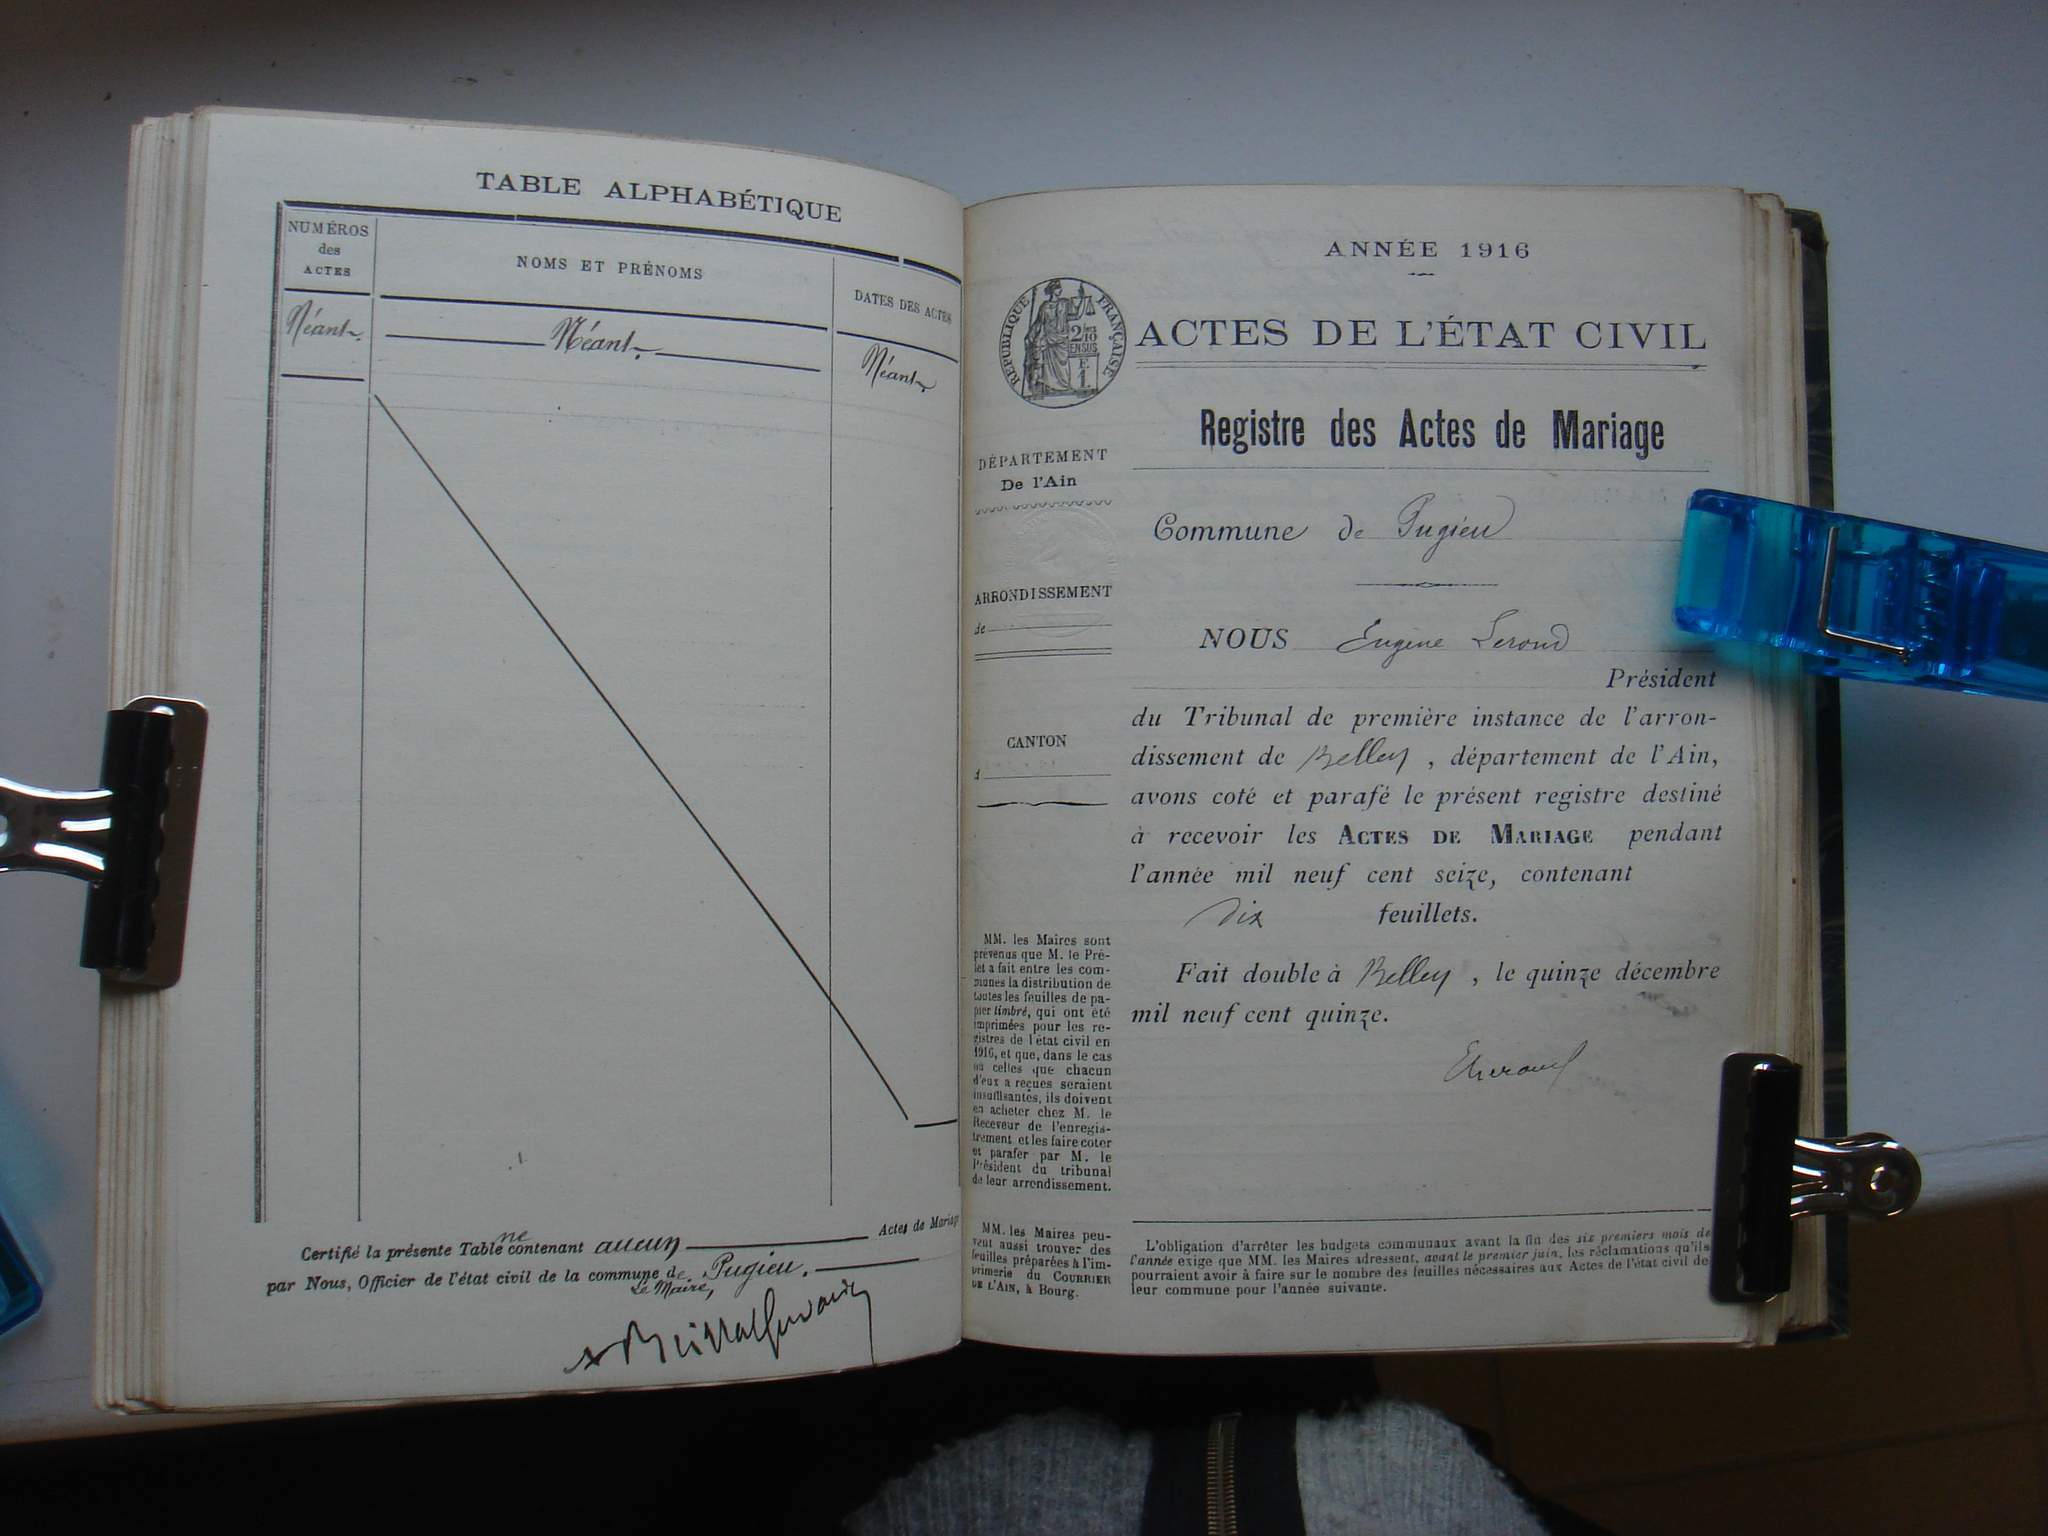 TABLE ALPHABÉTIQUE
NUMÉROS
des
ACTES
NOMS ET PRÉNOMS
DATES DES ACTES
Néant.
Néant.
Néant
Certifié la présente Table ne contenant aucun Actes de Mariage
par Nous, Officier de l'état civil de la commune de Pugieu.
Le Maire,
ANNÉE 1916
RÉPUBLIQUE FRANÇAISE
2/10
EN SUS
E
1
ACTES DE L'ÉTAT CIVIL
Registre des Actes de Mariage
DÉPARTEMENT
De l'Ain
ARRONDISSEMENT
de
CANTON
d
MM. les Maires sont
prévenus que M. le Pré-
fet a fait entre les com-
munes la distribution de
toutes les feuilles de pa-
pier timbré, qui ont été
imprimées pour les re-
gistres de l'état civil en
1916, et que, dans le cas
où celles que chacun
d'eux a reçues seraient
insuffisantes, ils doivent
en acheter chez M. le
Receveur de l'enregis-
trement et les faire coter
et parafer par M. le
Président du tribunal
de leur arrondissement.
MM. les Maires peu-
vent aussi trouver des
feuilles préparées à l'im-
primerie du COURRIER
DE L'AIN, à Bourg.
Commune de Pugieu
NOUS Eugène Lerond
Président
du Tribunal de première instance de l'arron-
dissement de Belley, département de l'Ain,
avons coté et parafé le présent registre destiné
à recevoir les ACTES DE MARIAGE pendant
l'année mil neuf cent seize, contenant
Dix feuillets.
Fait double à Belley, le quinze décembre
mil neuf cent quinze.
L'obligation d'arrêter les budgets communaux avant la fin des six premiers mois de
l'année exige que MM. les Maires adressent, avant le premier juin, les réclamations qu'ils
pourraient avoir à faire sur le nombre des feuilles nécessaires aux Actes de l'état civil de
leur commune pour l'année suivante.